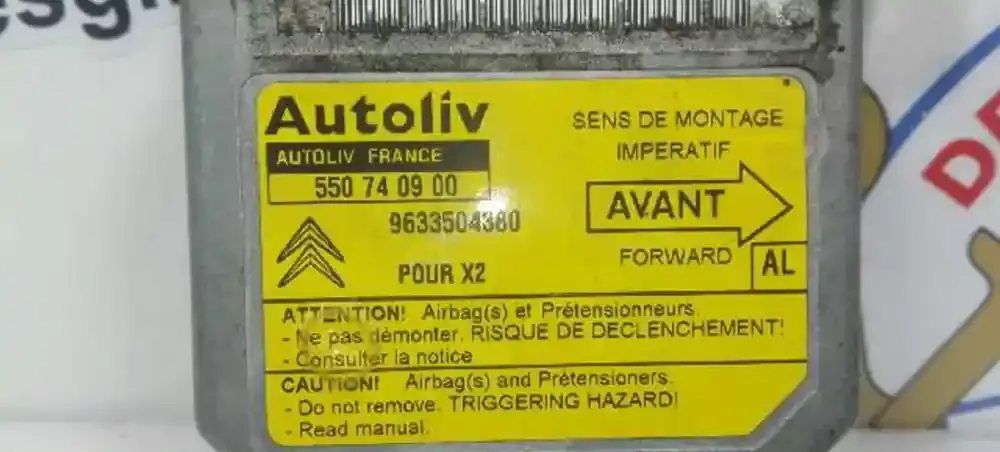 Autoliv
AUTOLIV FRANCE
550 74 09 00
9633504380
POUR X2
SENS DE MONTAGE
IMPERATIF
AVANT
FORWARD
AL
ATTENTION! Airbag(s) et Prétensionneurs.
- Ne pas démonter. RISQUE DE DECLENCHEMENT!
- Consulter la notice
CAUTION! Airbag(s) and Prétensioners.
- Do not remove. TRIGGERING HAZARD!
- Read manual.